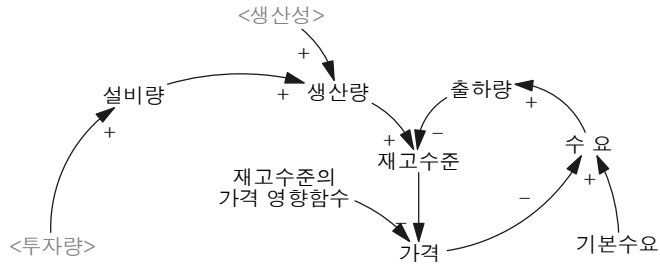 <생산성>
+
설비량
+
생산량
출하량
+
+
+
−
수 요
재고수준
+
재고수준의
가격 영향함수
−
−
<투자량>
가격
기본수요